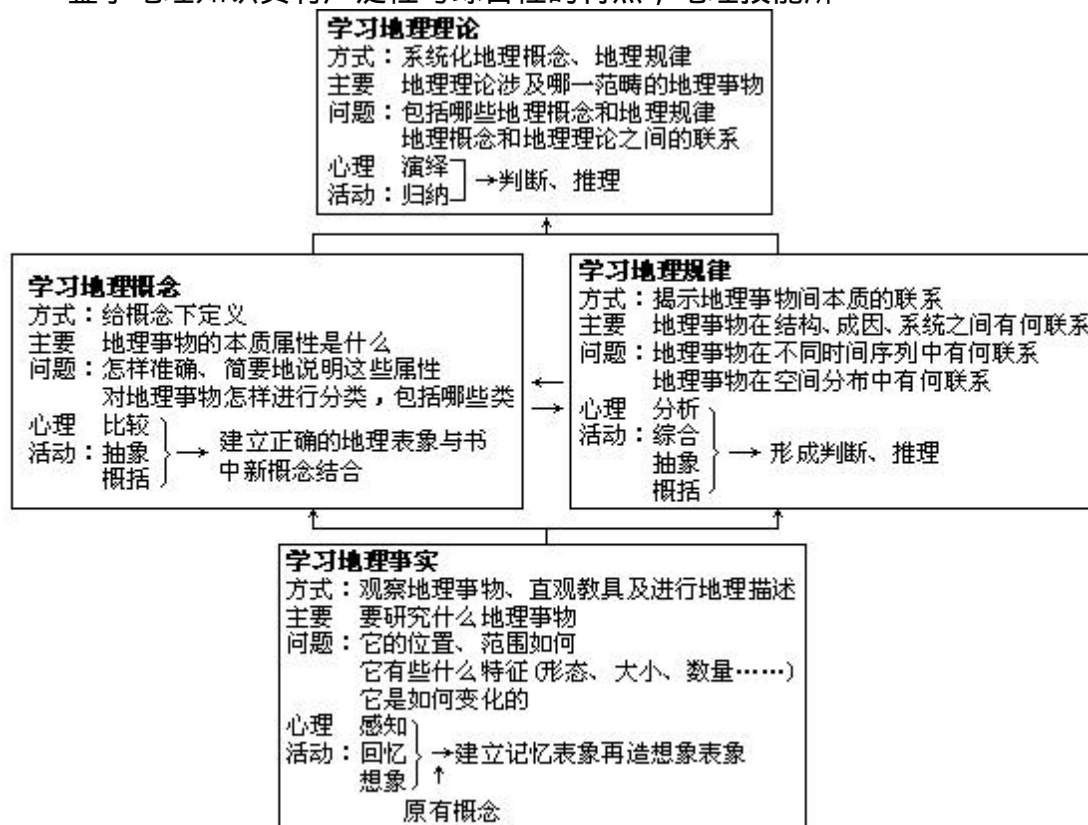 学习地理理论
方式：系统化地理概念、地理规律
主要 地理理论涉及哪一范畴的地理事物
问题：包括哪些地理概念和地理规律
地理概念和地理理论之间的联系
心理 演绎
活动：归纳
→判断、推理
学习地理概念
方式：给概念下定义
主要 地理事物的本质属性是什么
问题：怎样准确、简要地说明这些属性
对地理事物怎样进行分类，包括哪些类
心理 比较
活动：抽象
概括
→ 建立正确的地理表象与书
中新概念结合
学习地理规律
方式：揭示地理事物间本质的联系
主要 地理事物在结构、成因、系统之间有何联系
问题：地理事物在不同时间序列中有何联系
地理事物在空间分布中有何联系
心理 分析
活动：综合
抽象
概括
→ 形成判断、推理
学习地理事实
方式：观察地理事物、直观教具及进行地理描述
主要 要研究什么地理事物
问题：它的位置、范围如何
它有些什么特征(形态、大小、数量……)
它是如何变化的
心理 感知
活动：回忆
想象
→建立记忆表象再造想象表象
↑
原有概念